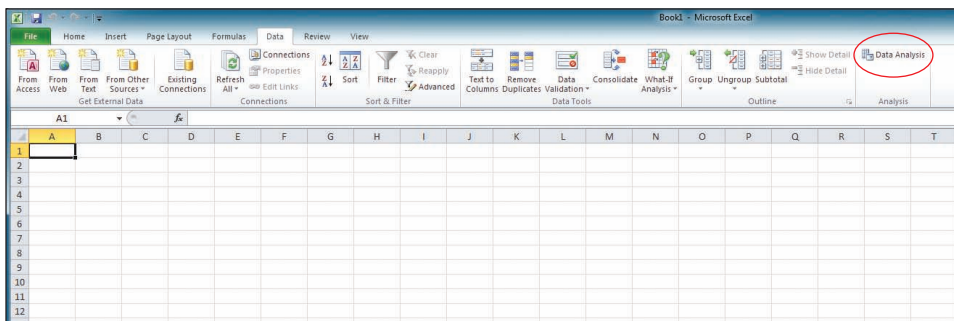 Book1 - Microsoft Excel
File Home Insert Page Layout Formulas Data Review View
From Access
From Web
From Text
From Other Sources
Existing Connections
Get External Data
Refresh All
Connections
Properties
Edit Links
Connections
A Z
Z A
A Z
Z A
Sort
Filter
Clear
Reapply
Advanced
Sort & Filter
Text to Columns
Remove Duplicates
Data Validation
Consolidate
What-If Analysis
Data Tools
Group
Ungroup
Subtotal
Show Detail
Hide Detail
Outline
Data Analysis
Analysis
A1 fx
A B C D E F G H I J K L M N O P Q R S T
1
2
3
4
5
6
7
8
9
10
11
12